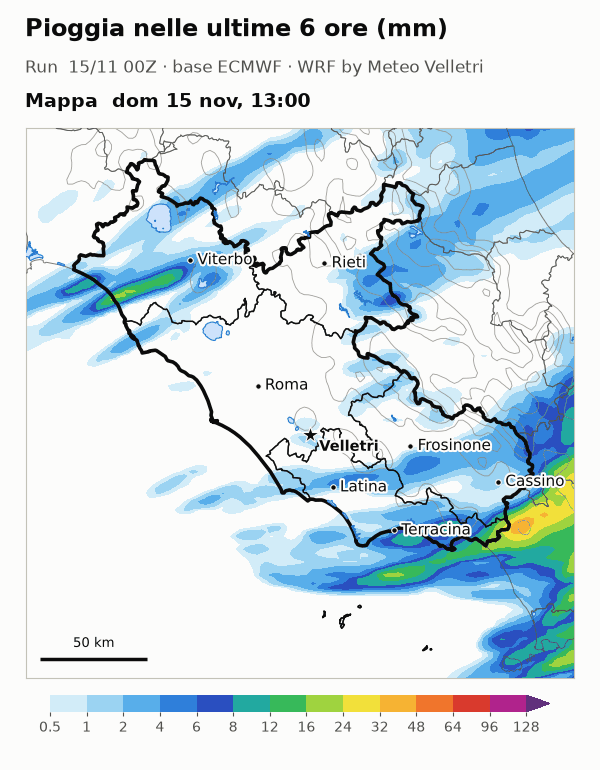 Pioggia nelle ultime 6 ore (mm)
Run  15/11 00Z · base ECMWF · WRF by Meteo Velletri
Mappa  dom 15 nov, 13:00
Viterbo
Rieti
Roma
Velletri
Frosinone
Latina
Cassino
Terracina
50 km
0.5 1 2 4 6 8 12 16 24 32 48 64 96 128